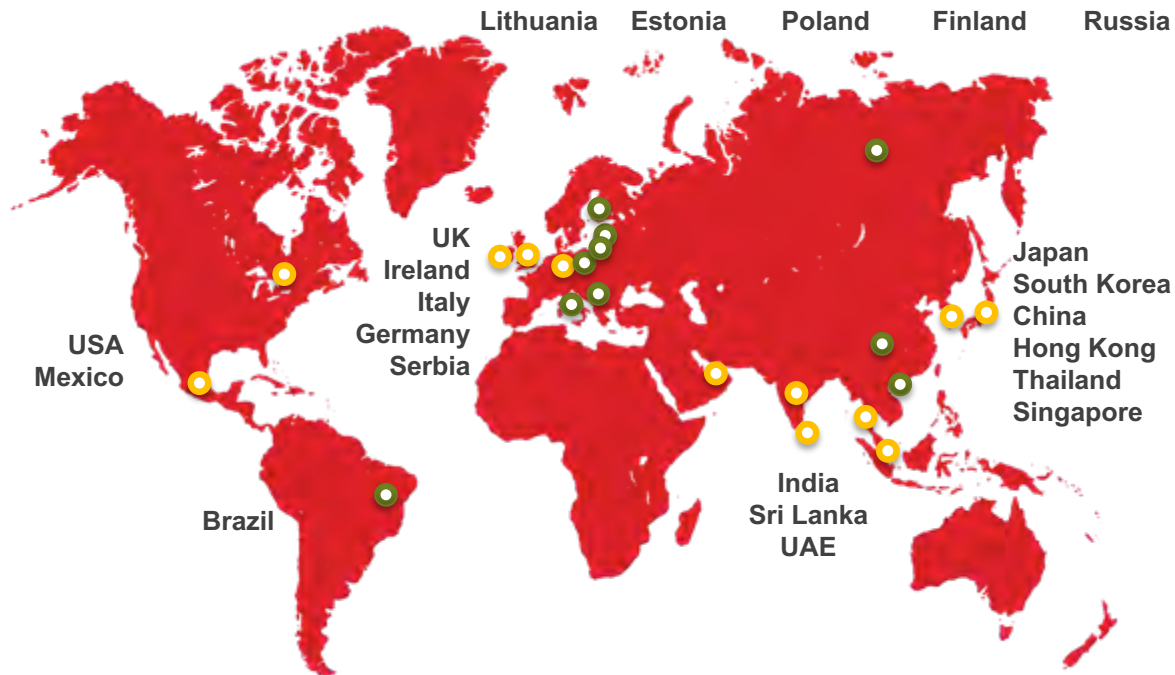 Lithuania Estonia Poland Finland Russia
UK
Ireland
Italy
Germany
Serbia
USA
Mexico
Japan
South Korea
China
Hong Kong
Thailand
Singapore
Brazil
India
Sri Lanka
UAE